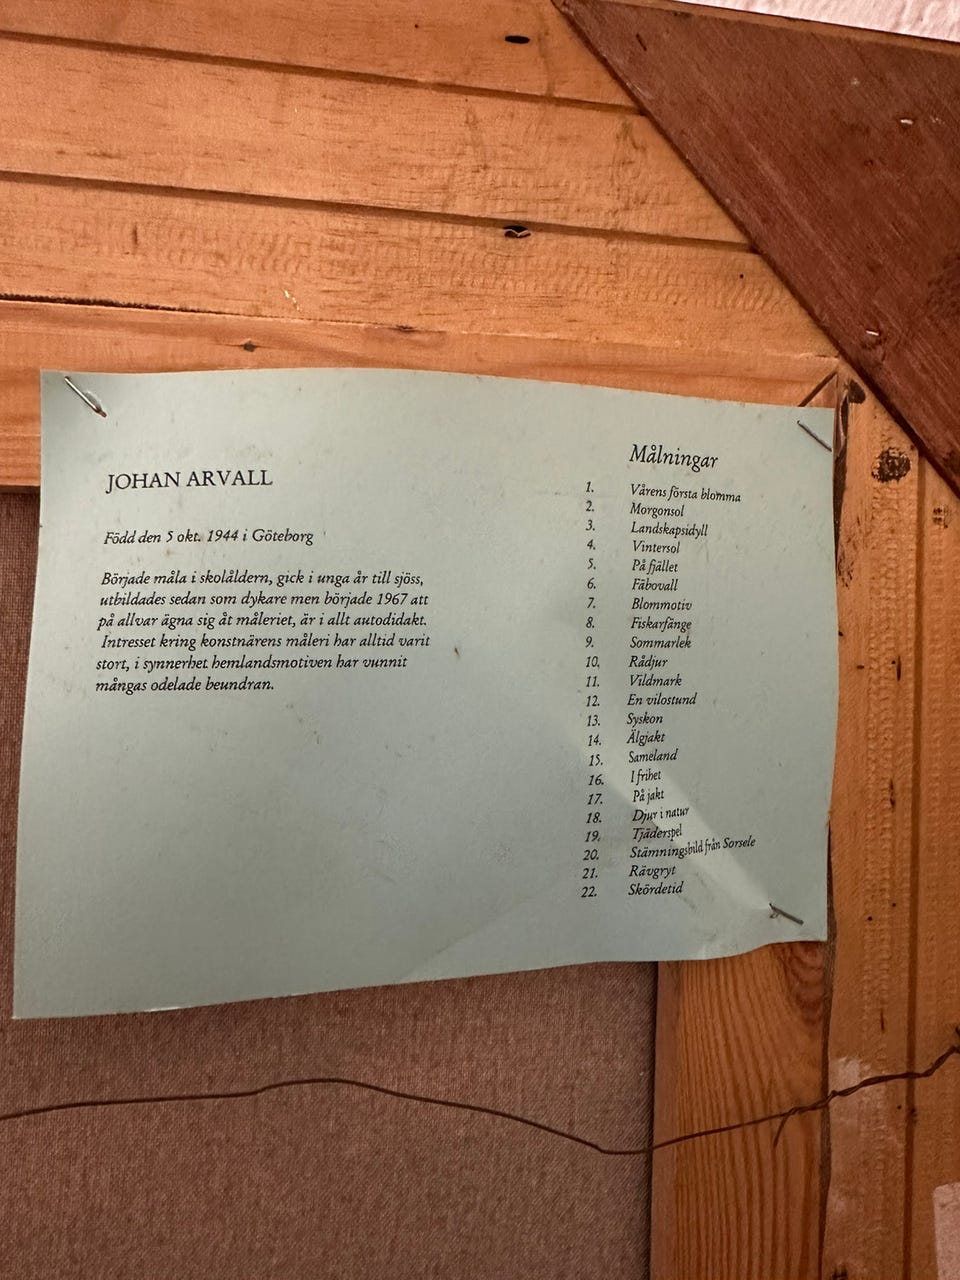 JOHAN ARVALL
Född den 5 okt. 1944 i Göteborg
Började måla i skolåldern, gick i unga år till sjöss,
utbildades sedan som dykare men började 1967 att
på allvar ägna sig åt måleriet, är i allt autodidakt.
Intresset kring konstnärens måleri har alltid varit
stort, i synnerhet hemlandsmotiven har vunnit
mångas odelade beundran.
Målningar
1. Vårens första blomma
2. Morgonsol
3. Landskapsidyll
4. Vintersol
5. På fjället
6. Fäbovall
7. Blommotiv
8. Fiskarfänge
9. Sommarlek
10. Rådjur
11. Vildmark
12. En vilostund
13. Syskon
14. Älgjakt
15. Sameland
16. I frihet
17. På jakt
18. Djur i natur
19. Tjäderspel
20. Stämningsbild från Sorsele
21. Rävgryt
22. Skördetid